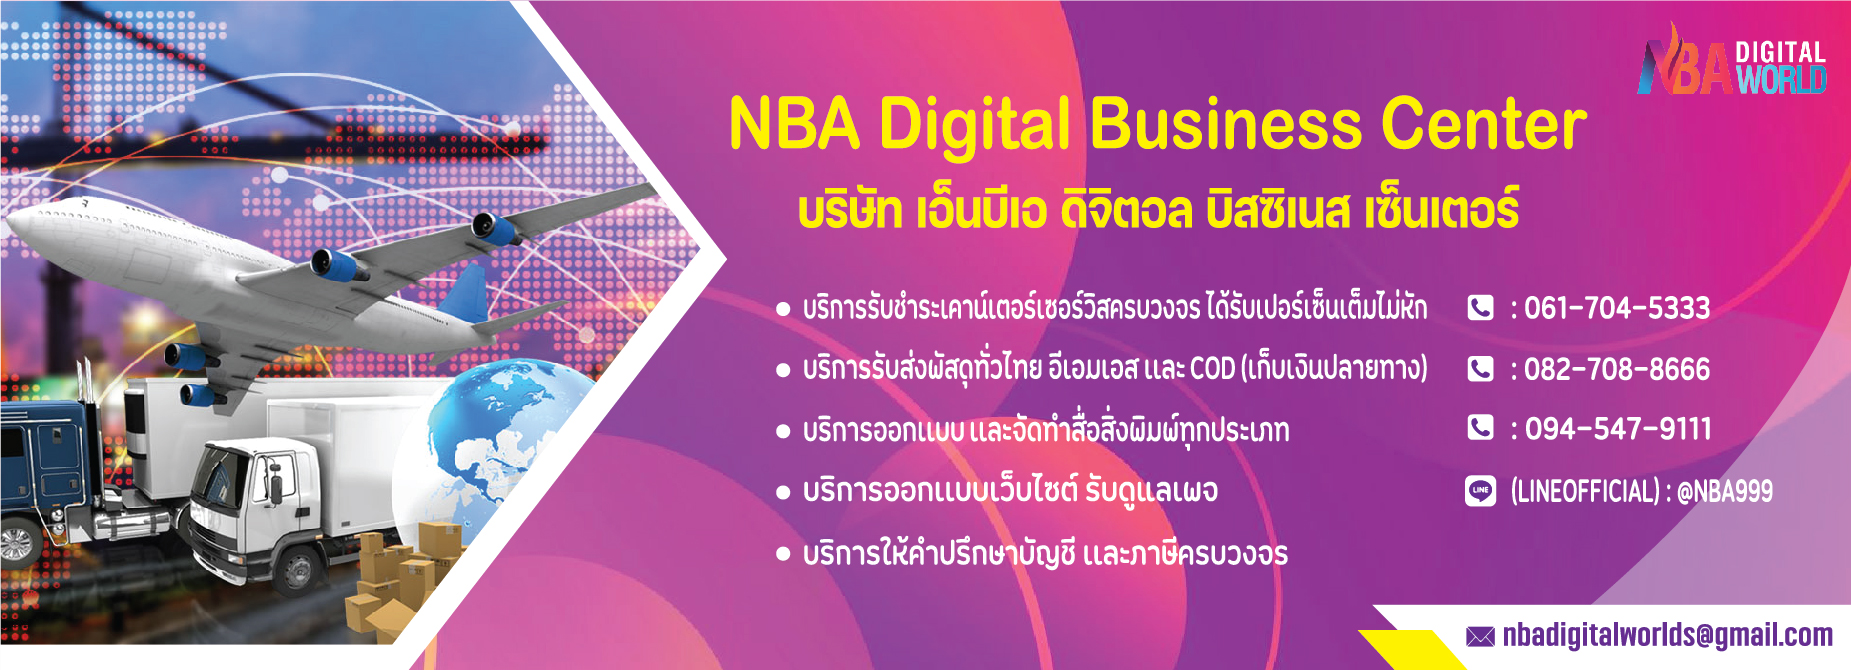 NBA DIGITAL
WORLD
NBA Digital Business Center
บริษัท เอ็นบีเอ ดิจิตอล บิสซิเนส เซ็นเตอร์
บริการรับชำระเคาน์เตอร์เซอร์วิสครบวงจร ได้รับเปอร์เซ็นเต็มไม่หัก
: 061-704-5333
บริการรับส่งพัสดุทั่วไทย อีเอมเอส และ COD (เก็บเงินปลายทาง)
: 082-708-8666
บริการออกแบบ และจัดทำสื่อสิ่งพิมพ์ทุกประเภท
: 094-547-9111
บริการออกแบบเว็บไซต์ รับดูแลเพจ
LINE (LINEOFFICIAL) : @NBA999
บริการให้คำปรึกษาบัญชี และภาษีครบวงจร
nbadigitalworlds@gmail.com